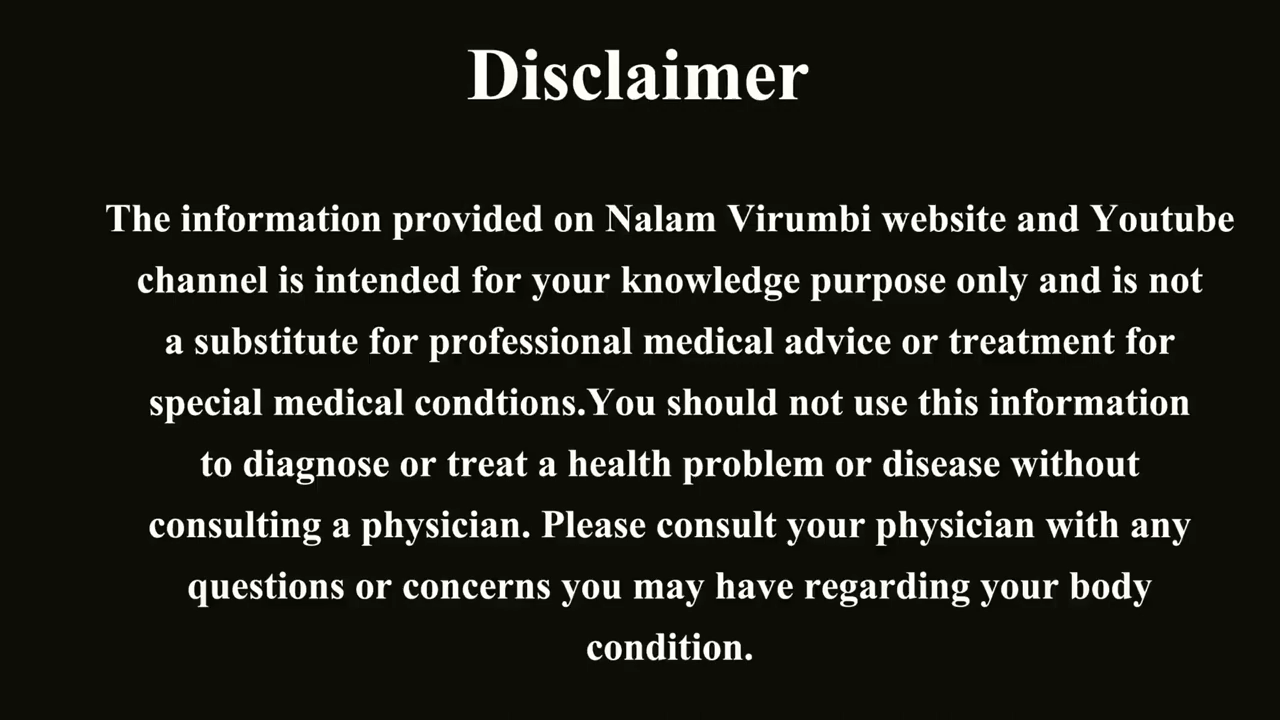 Disclaimer
The information provided on Nalam Virumbi website and Youtube
channel is intended for your knowledge purpose only and is not
a substitute for professional medical advice or treatment for
special medical condtions.You should not use this information
to diagnose or treat a health problem or disease without
consulting a physician. Please consult your physician with any
questions or concerns you may have regarding your body
condition.